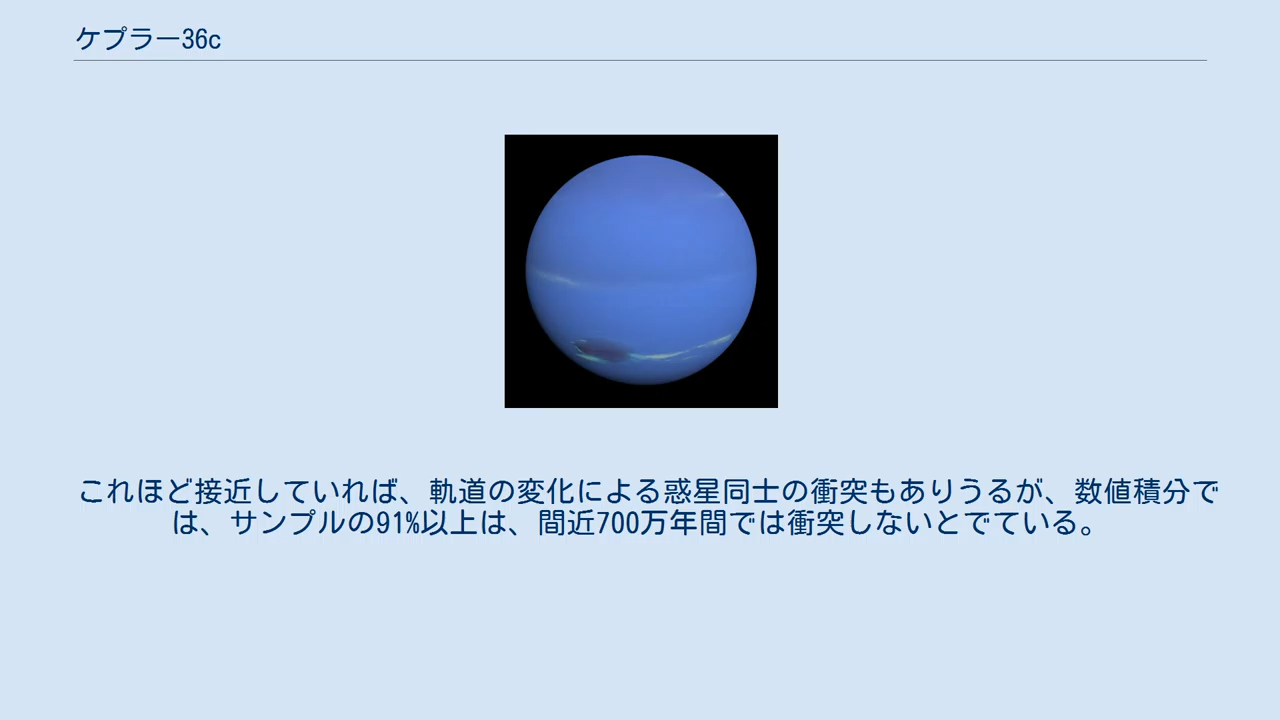 ケプラー36c
これほど接近していれば、軌道の変化による惑星同士の衝突もありうるが、数値積分で
は、サンプルの91%以上は、間近700万年間では衝突しないとでている。